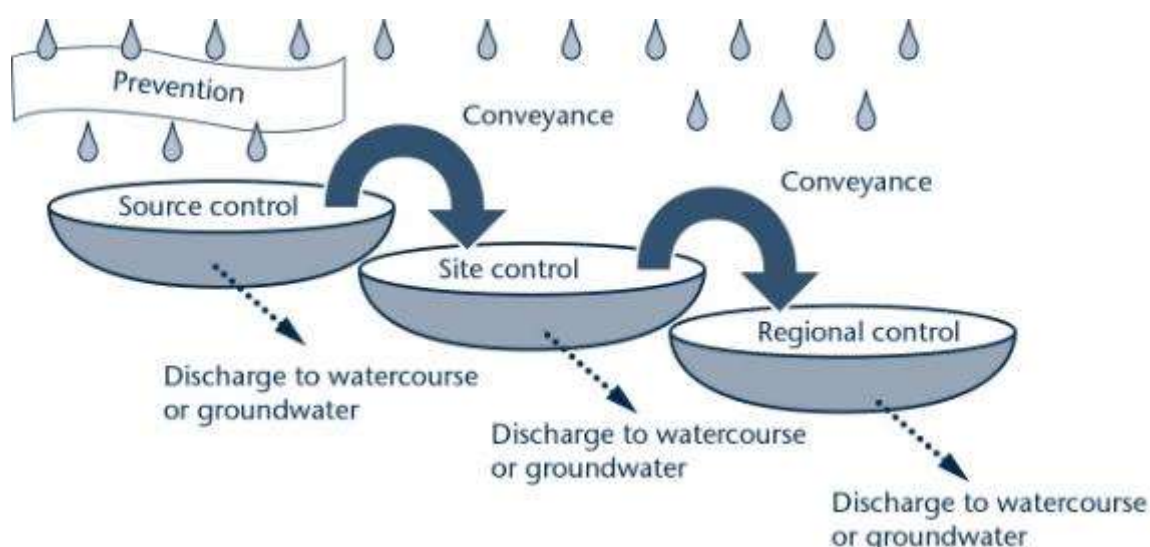 Prevention
Conveyance
Conveyance
Source control
Site control
Regional control
Discharge to watercourse
or groundwater
Discharge to watercourse
or groundwater
Discharge to watercourse
or groundwater